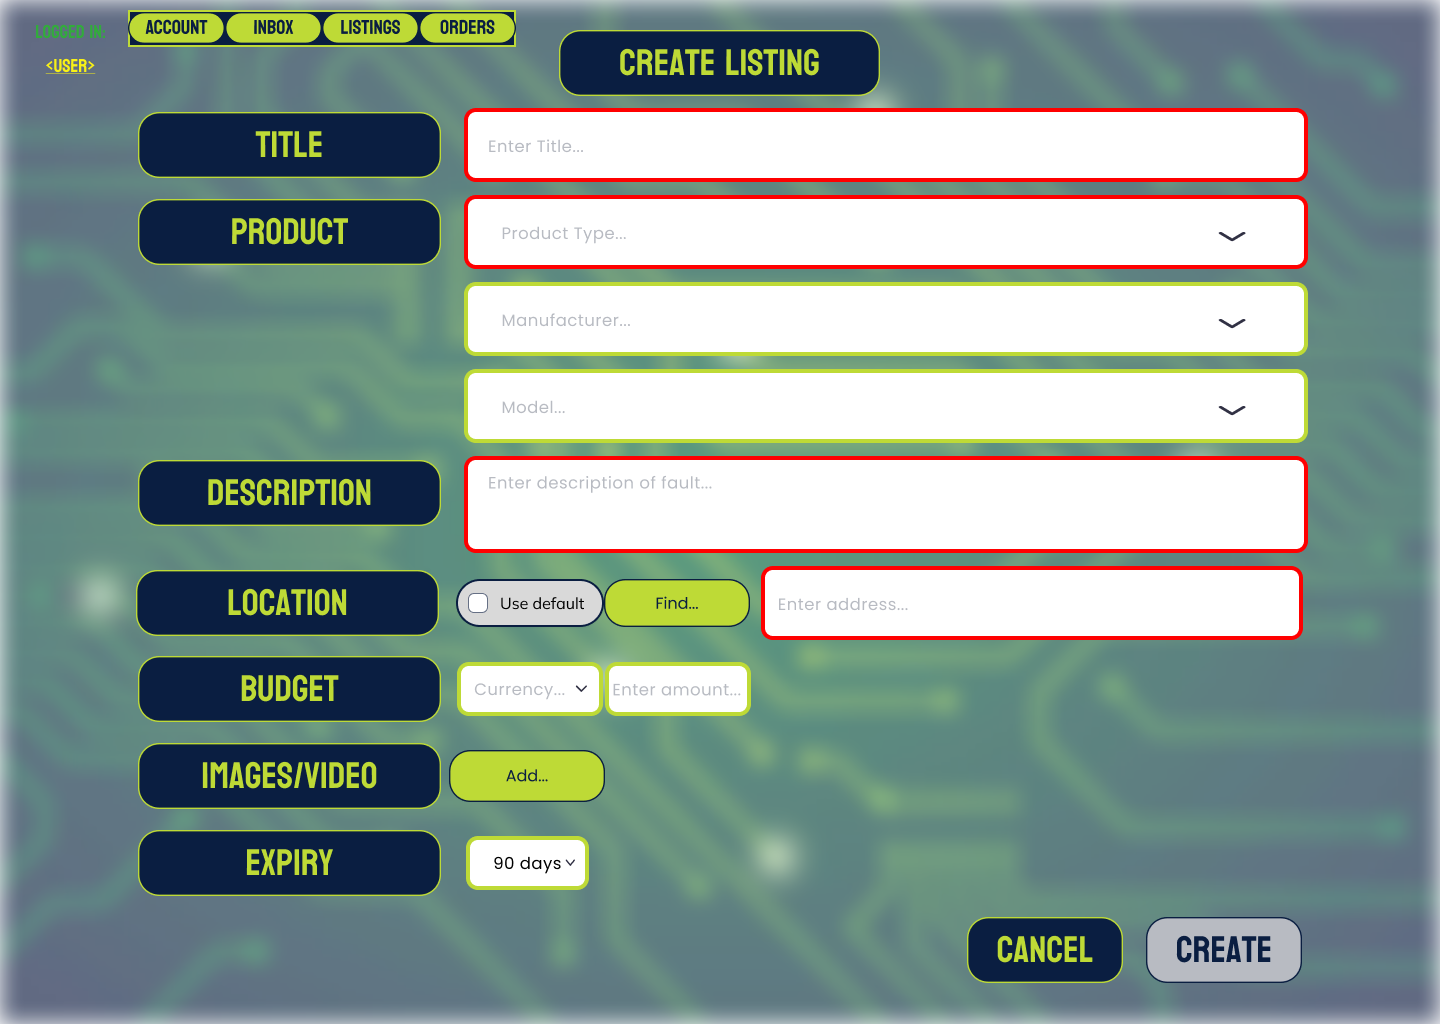 LOGGED IN:
<USER>
ACCOUNT INBOX LISTINGS ORDERS
CREATE LISTING
TITLE
Enter Title...
PRODUCT
Product Type...
Manufacturer...
Model...
DESCRIPTION
Enter description of fault...
LOCATION
Use default
Find...
Enter address...
BUDGET
Currency...
Enter amount...
IMAGES/VIDEO
Add...
EXPIRY
90 days
CANCEL
CREATE